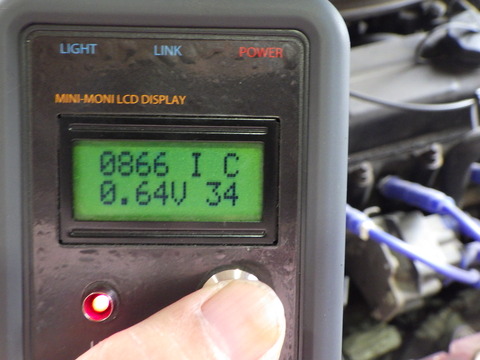 LIGHT LINK POWER
MINI-MONI LCD DISPLAY
0866 I C
0.64V 34